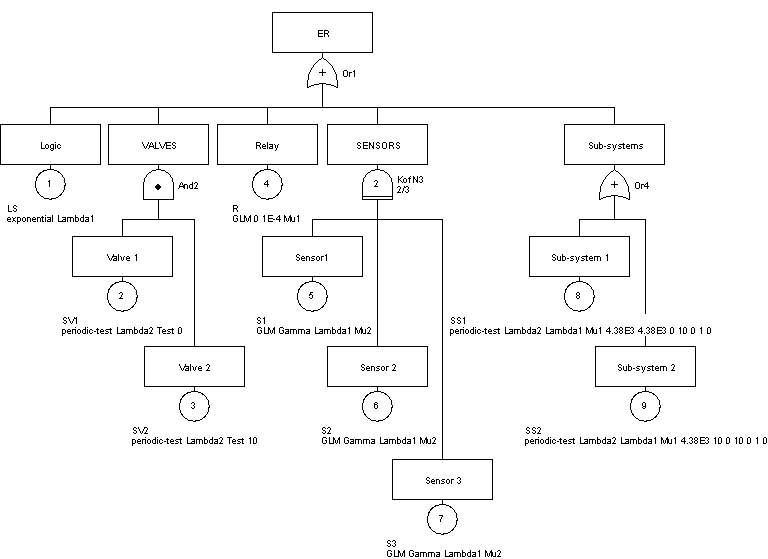 ER
+
Or1
Logic
VALVES
Relay
SENSORS
Sub-systems
1
And2
4
2
KofN3
2/3
+
Or4
LS
exponential Lambda1
R
GLM 0 1E-4 Mu1
Valve 1
Sensor1
Sub-system 1
2
5
8
SV1
periodic-test Lambda2 Test 0
S1
GLM Gamma Lambda1 Mu2
SS1
periodic-test Lambda2 Lambda1 Mu1 4.38E3 4.38E3 0 10 0 1 0
Valve 2
Sensor 2
Sub-system 2
3
6
9
SV2
periodic-test Lambda2 Test 10
S2
GLM Gamma Lambda1 Mu2
SS2
periodic-test Lambda2 Lambda1 Mu1 4.38E3 10 0 10 0 1 0
Sensor 3
7
S3
GLM Gamma Lambda1 Mu2